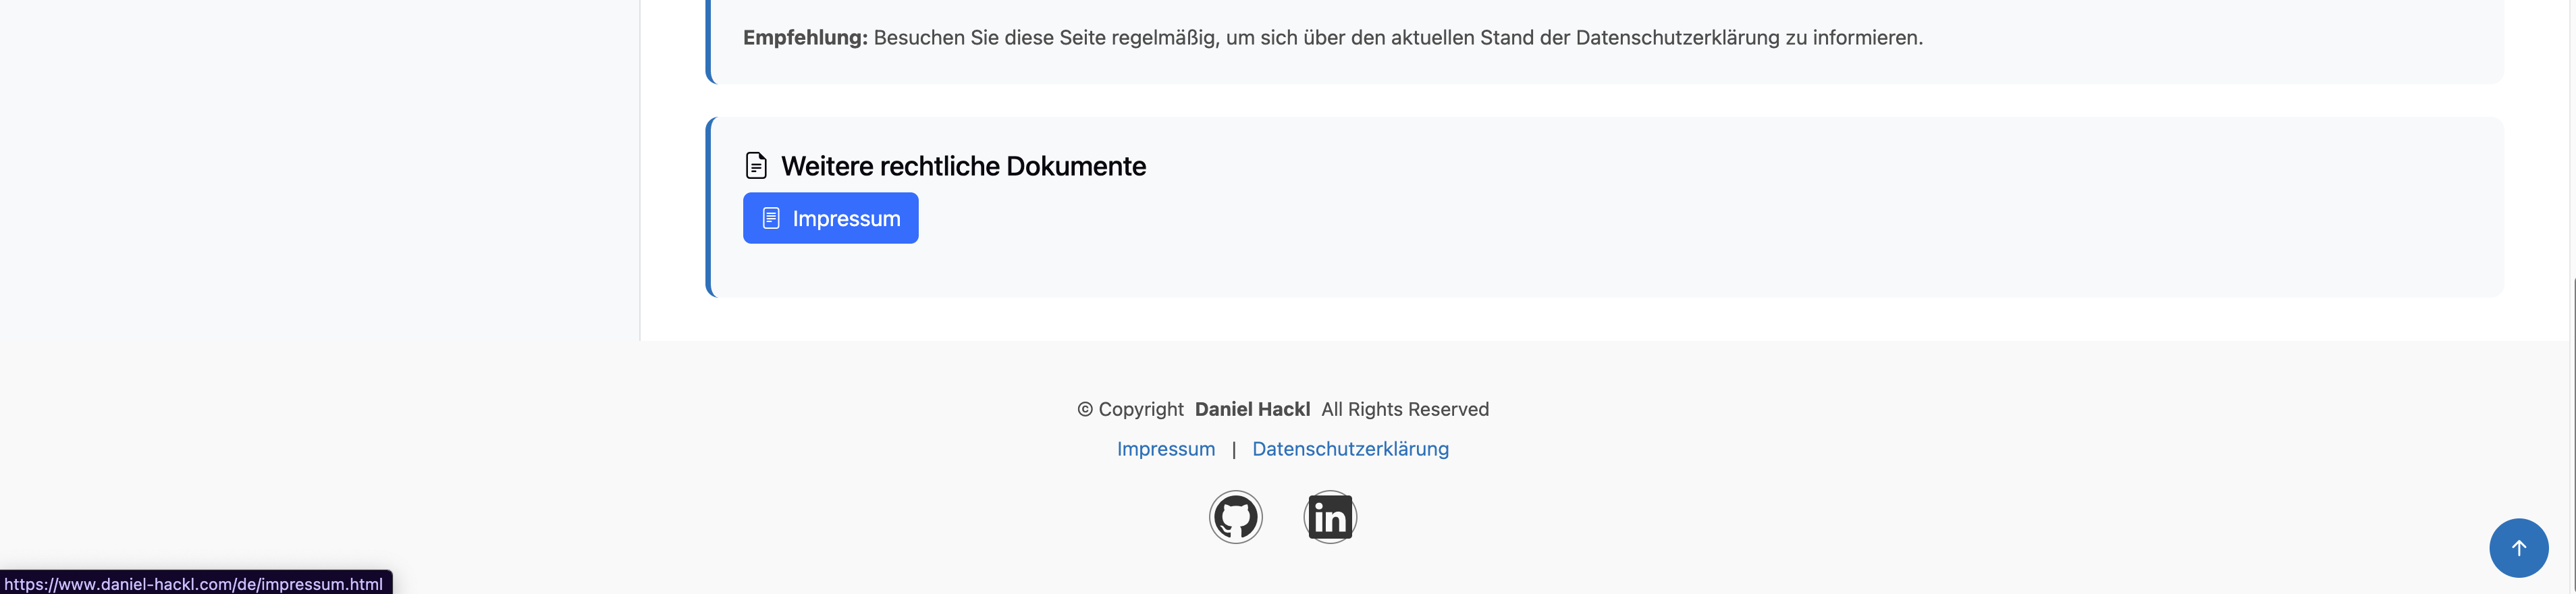 Empfehlung: Besuchen Sie diese Seite regelmäßig, um sich über den aktuellen Stand der Datenschutzerklärung zu informieren.
Weitere rechtliche Dokumente
Impressum
© Copyright Daniel Hackl All Rights Reserved
Impressum | Datenschutzerklärung
in
https://www.daniel-hackl.com/de/impressum.html